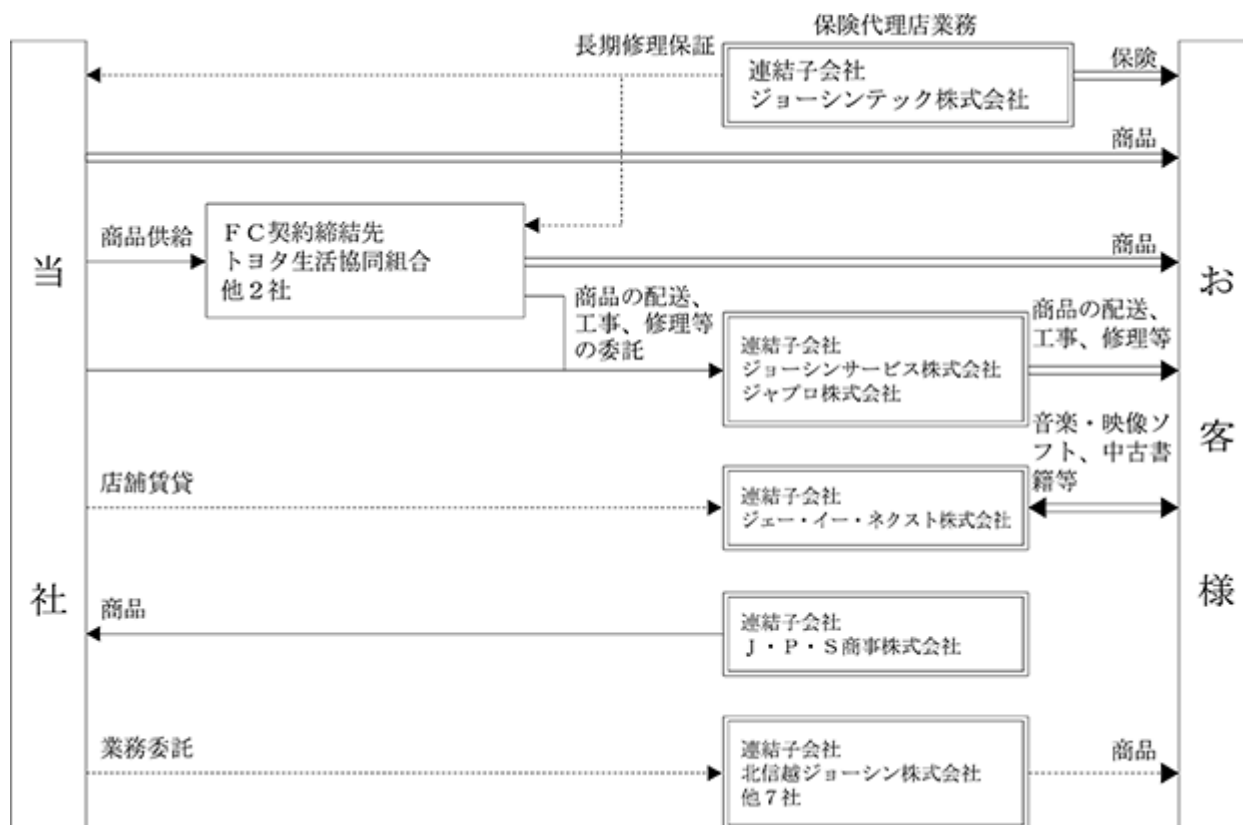 保険代理店業務
長期修理保証
連結子会社
ジョーシンテック株式会社
保険
商品
当社
お客様
商品供給
ＦＣ契約締結先
トヨタ生活協同組合
他２社
商品
商品の配送、
工事、修理等
の委託
連結子会社
ジョーシンサービス株式会社
ジャプロ株式会社
商品の配送、
工事、修理等
音楽・映像ソ
フト、中古書
籍等
店舗賃貸
連結子会社
ジェー・イー・ネクスト株式会社
商品
連結子会社
Ｊ・Ｐ・Ｓ商事株式会社
業務委託
連結子会社
北信越ジョーシン株式会社
他７社
商品